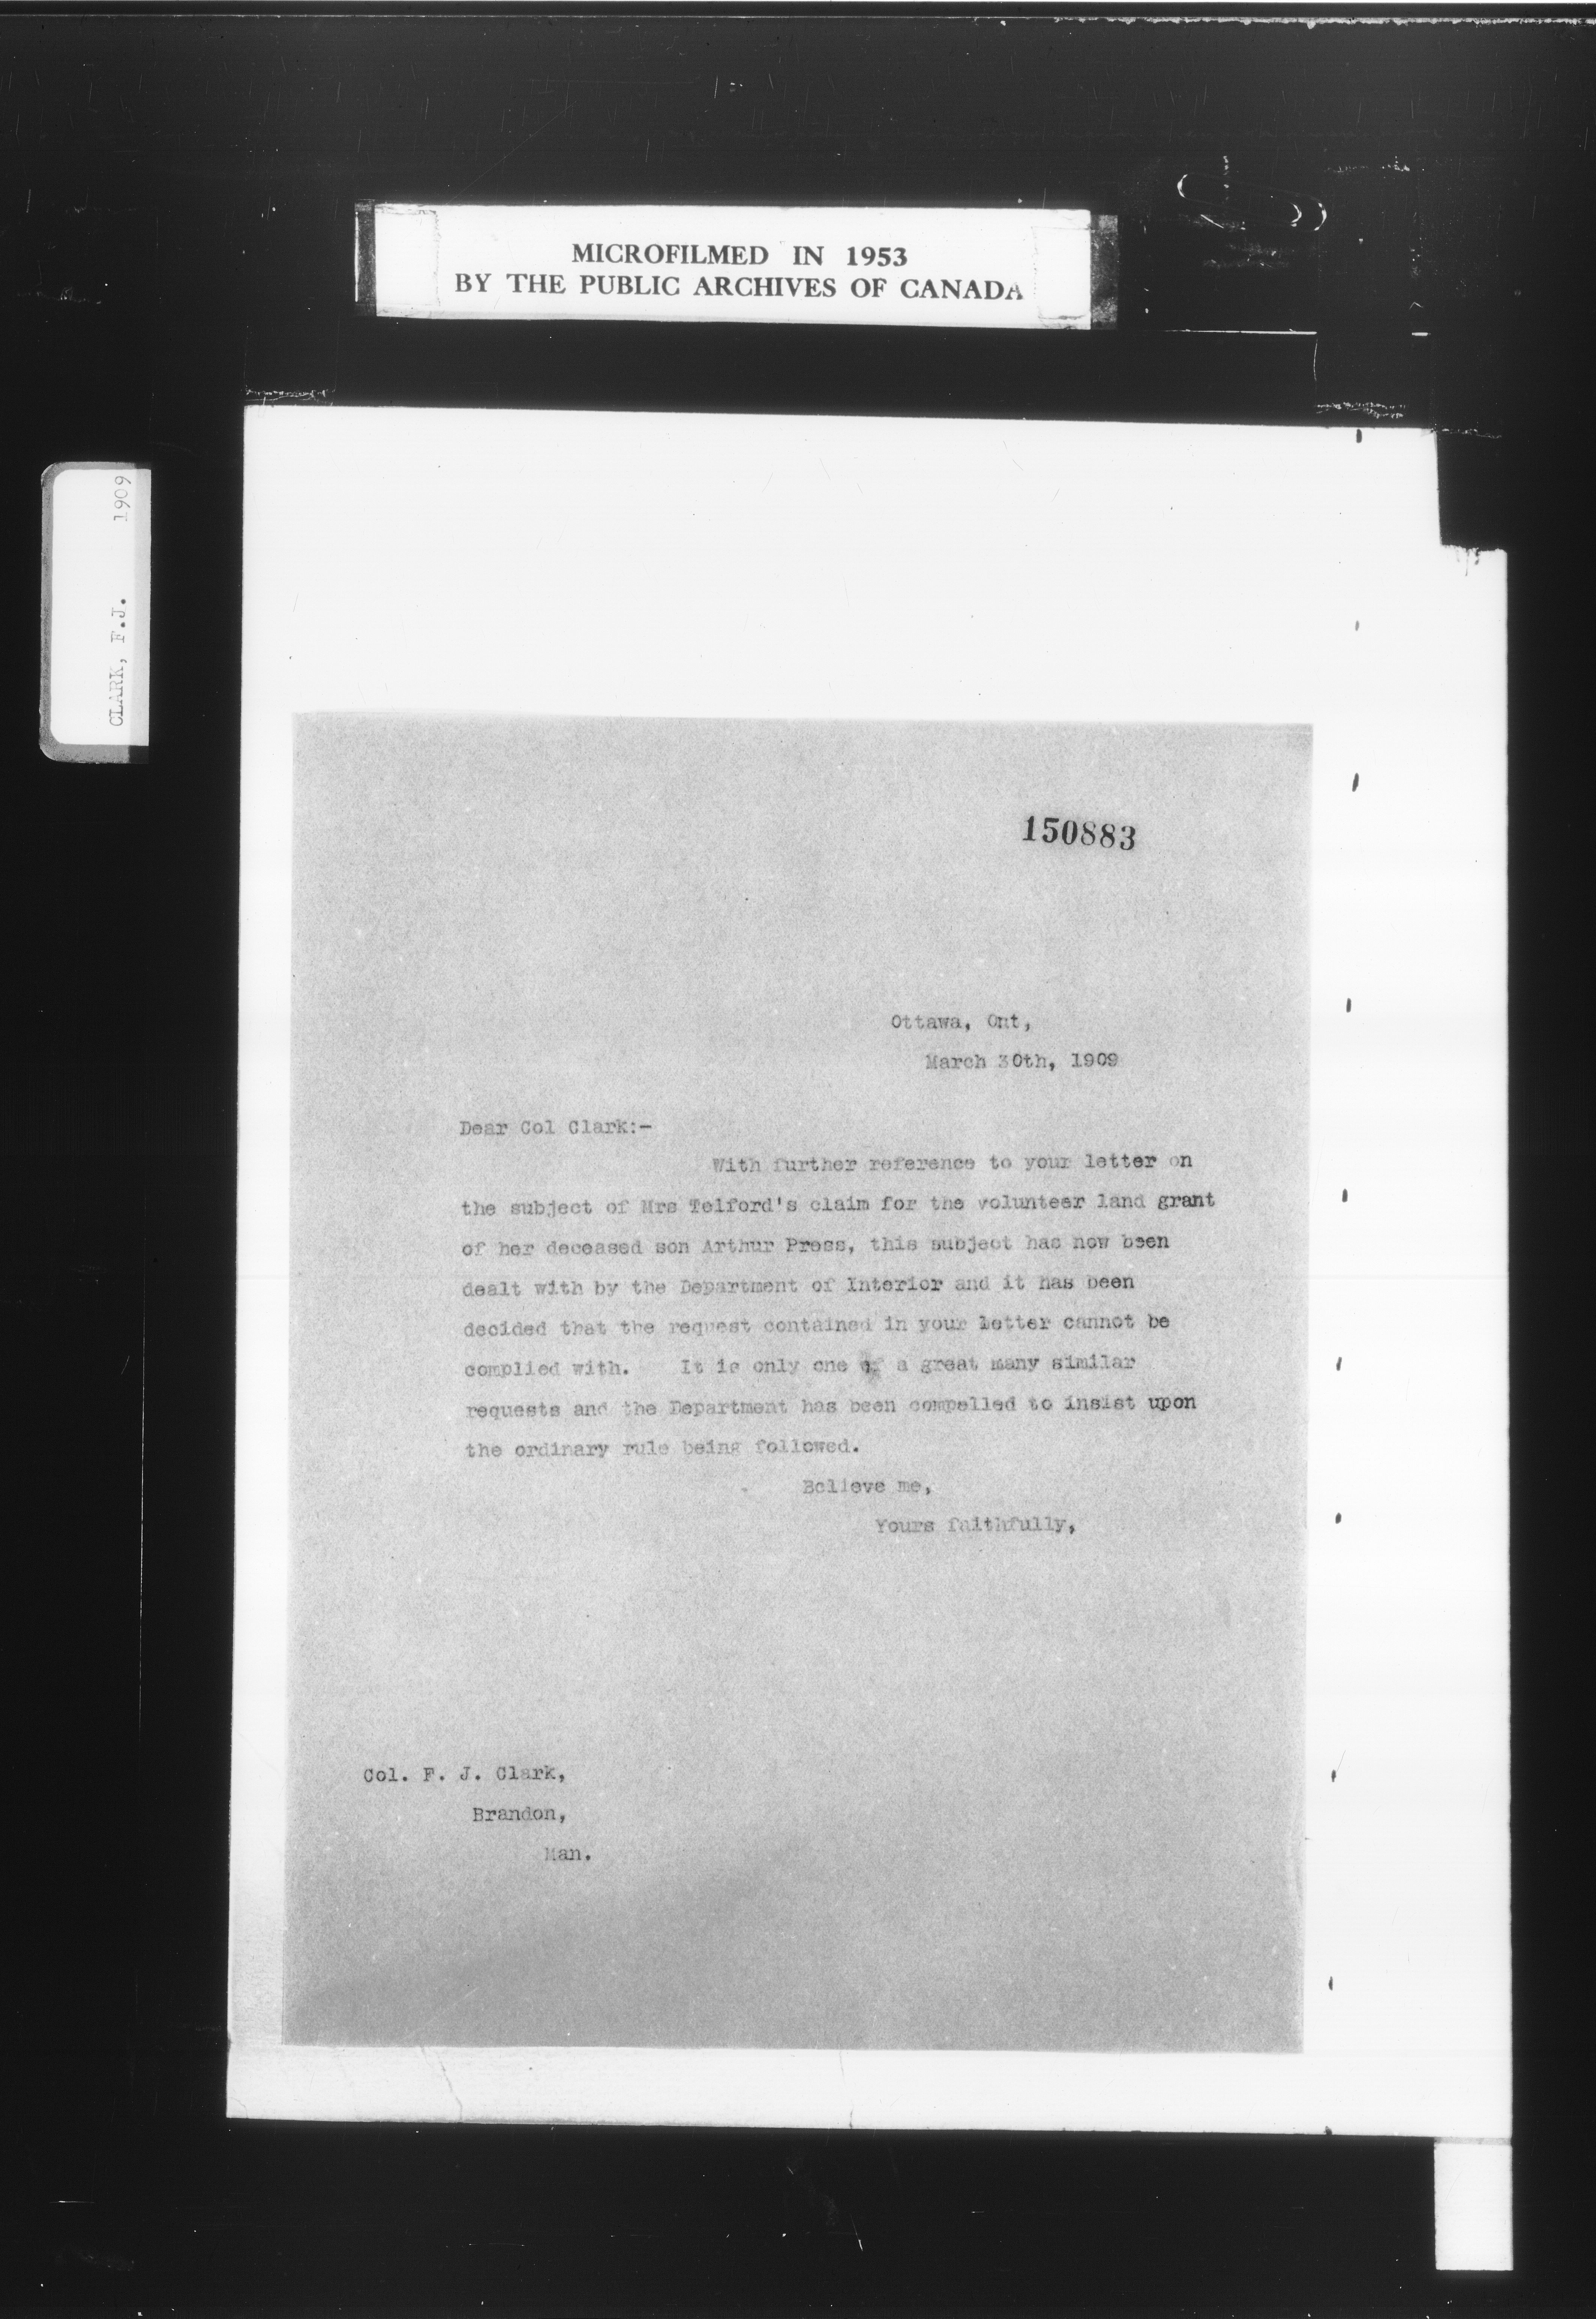 MICROFILMED IN 1953
BY THE PUBLIC ARCHIVES OF CANADA
CLARK, F.J. 1909
150883
Ottawa, Ont,
March 30th, 1909
Dear Col Clark:-
With further reference to your letter on
the subject of Mrs Telford's claim for the volunteer land grant
of her deceased son Arthur Press, this subject has now been
dealt with by the Department of Interior and it has been
decided that the request contained in your letter cannot be
complied with. It is only one of a great many similar
requests and the Department has been compelled to insist upon
the ordinary rule being followed.
Believe me,
Yours faithfully,
Col. F. J. Clark,
Brandon,
Man.